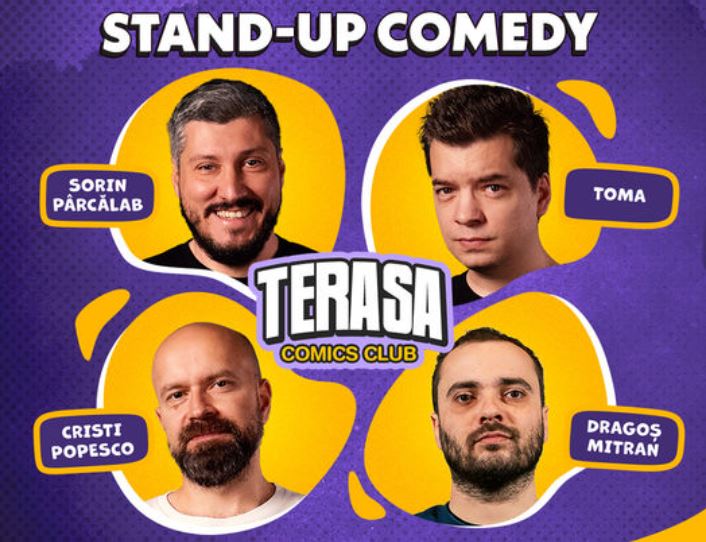 STAND-UP COMEDY
SORIN
PÂRCĂLAB
TOMA
TERASA
COMICS CLUB
CRISTI
POPESCO
DRAGOȘ
MITRAN